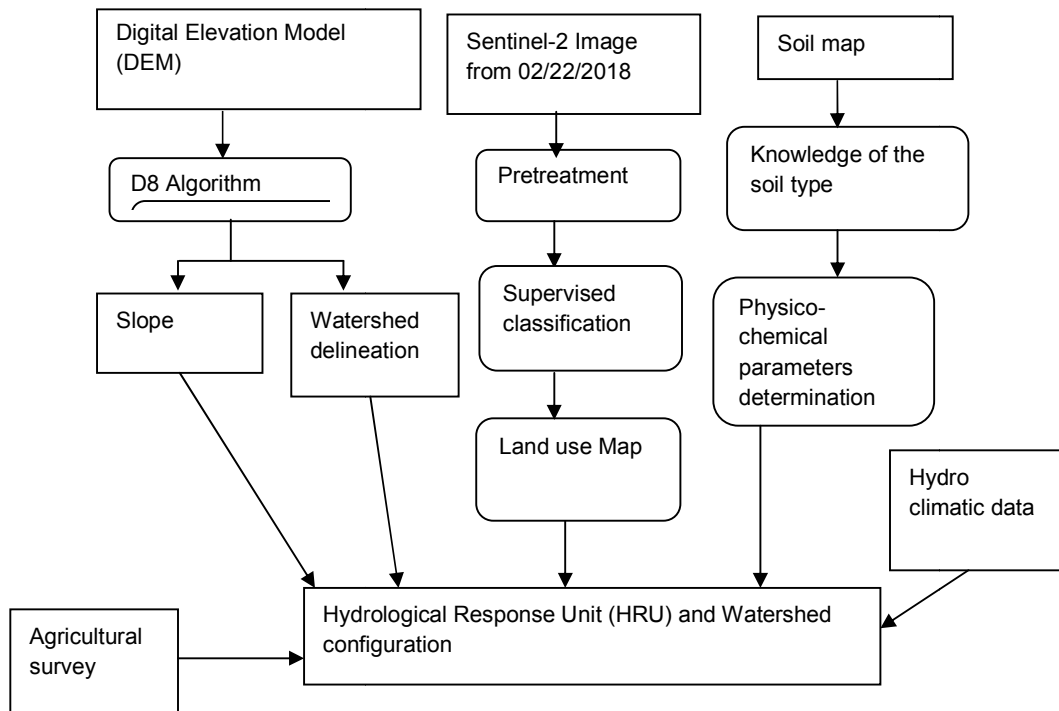 Digital Elevation Model
(DEM)
Sentinel-2 Image
from 02/22/2018
Soil map
D8 Algorithm
Pretreatment
Knowledge of the
soil type
Slope
Watershed
delineation
Supervised
classification
Physico-
chemical
parameters
determination
Land use Map
Hydro
climatic data
Agricultural
survey
Hydrological Response Unit (HRU) and Watershed
configuration